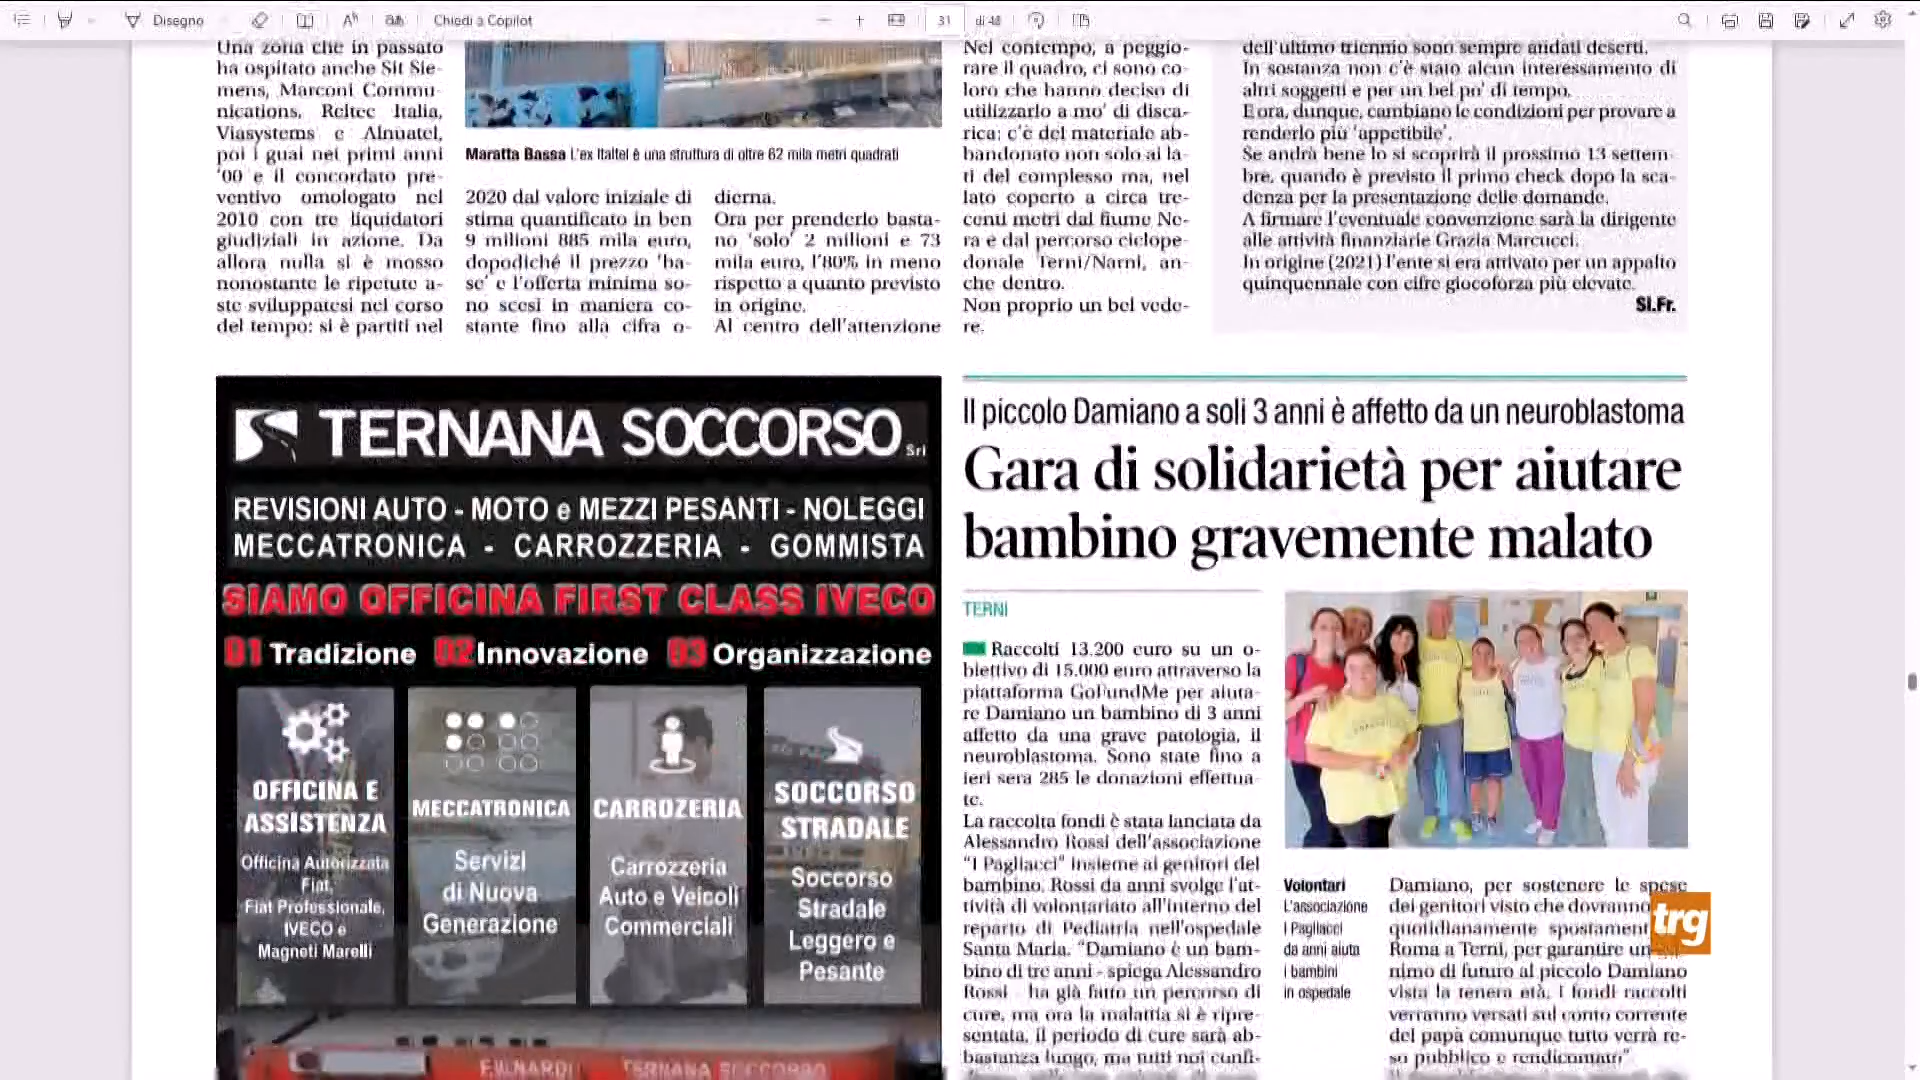 Disegno
Chiedi a Copilot
31
di 48
Una zona che in passato
ha ospitato anche Sit Sie-
mens, Marconi Commu-
nications, Reltec Italia,
Viasystems e
poi i guai nei primi anni
'00 e il concordato pre-
ventivo omologato nel
2010 con tre liquidatori
giudiziali in azione. Da
allora nulla si è mosso
nonostante le ripetute a-
ste sviluppatesi nel corso
del tempo: si è partiti nel
Maratta Bassa L'ex Italtel è una struttura di oltre 62 mila metri quadrati
2020 dal valore iniziale di
stima quantificato in ben
9 milioni 885 mila euro,
dopodiché il prezzo 'ba-
se' e l'offerta minima so-
no scesi in maniera co-
stante fino alla cifra o-
dierna.
Ora per prenderlo basta-
no 'solo' 2 milioni e 73
mila euro, l'80% in meno
rispetto a quanto previsto
in origine.
Al centro dell'attenzione
Nel contempo, a peggio-
rare il quadro, ci sono co-
loro che hanno deciso di
utilizzarlo a mo' di disca-
rica: c'è del materiale ab-
bandonato non solo ai la-
ti del complesso ma, nel
lato coperto a circa tre-
centi metri dal fiume Ne-
ra e dal percorso ciclope-
donale Terni/Narni, an-
che dentro.
Non proprio un bel vede-
re.
dell'ultimo triennio sono sempre andati deserti.
In sostanza non c'è stato alcun interessamento di
altri soggetti e per un bel po' di tempo.
E ora, dunque, cambiano le condizioni per provare a
renderlo più 'appetibile'.
Se andrà bene lo si scoprirà il prossimo 13 settem-
bre, quando è previsto il primo check dopo la sca-
denza per la presentazione delle domande.
A firmare l'eventuale convenzione sarà la dirigente
alle attività finanziarie Grazia Marcucci.
In origine (2021) l'ente si era attivato per un appalto
quinquennale con cifre giocoforza più elevate.
SI.Fr.
TERNANA SOCCORSO Srl
REVISIONI AUTO - MOTO e MEZZI PESANTI - NOLEGGI
MECCATRONICA - CARROZZERIA - GOMMISTA
SIAMO OFFICINA FIRST CLASS IVECO
01 Tradizione 02 Innovazione 03 Organizzazione
OFFICINA E
ASSISTENZA
Officina Autorizzata
Fiat,
Fiat Professionale,
IVECO e
Magneti Marelli
MECCATRONICA
Servizi
di Nuova
Generazione
CARROZERIA
Carrozzeria
Auto e Veicoli
Commerciali
SOCCORSO
STRADALE
Soccorso
Stradale
Leggero e
Pesante
TERNANA SOCCORSO
Il piccolo Damiano a soli 3 anni è affetto da un neuroblastoma
Gara di solidarietà per aiutare
bambino gravemente malato
TERNI
Raccolti 13.200 euro su un o-
biettivo di 15.000 euro attraverso la
piattaforma GoFundMe per aiuta-
re Damiano un bambino di 3 anni
affetto da una grave patologia, il
neuroblastoma. Sono state fino a
ieri sera 285 le donazioni effettua-
te.
La raccolta fondi è stata lanciata da
Alessandro Rossi dell'associazione
"I Pagliacci" insieme ai genitori del
bambino. Rossi da anni svolge l'at-
tività di volontariato all'interno del
reparto di Pediatria nell'ospedale
Santa Maria. "Damiano è un bam-
bino di tre anni - spiega Alessandro
Rossi - ha già fatto un percorso di
cure, ma ora la malattia si è ripre-
sentata, il periodo di cure sarà ab-
bastanza lungo, ma tutti noi confi-
Volontari
L'associazione
I Pagliacci
da anni aiuta
i bambini
in ospedale
Damiano, per sostenere le spese
dei genitori visto che dovranno
quotidianamente
Roma a Terni, per garantire un
nimo di futuro al piccolo Damiano
vista la tenera età. I fondi raccolti
verranno versati sul conto corrente
del papà comunque tutto verrà re-
so pubblico e rendicontato"
trg